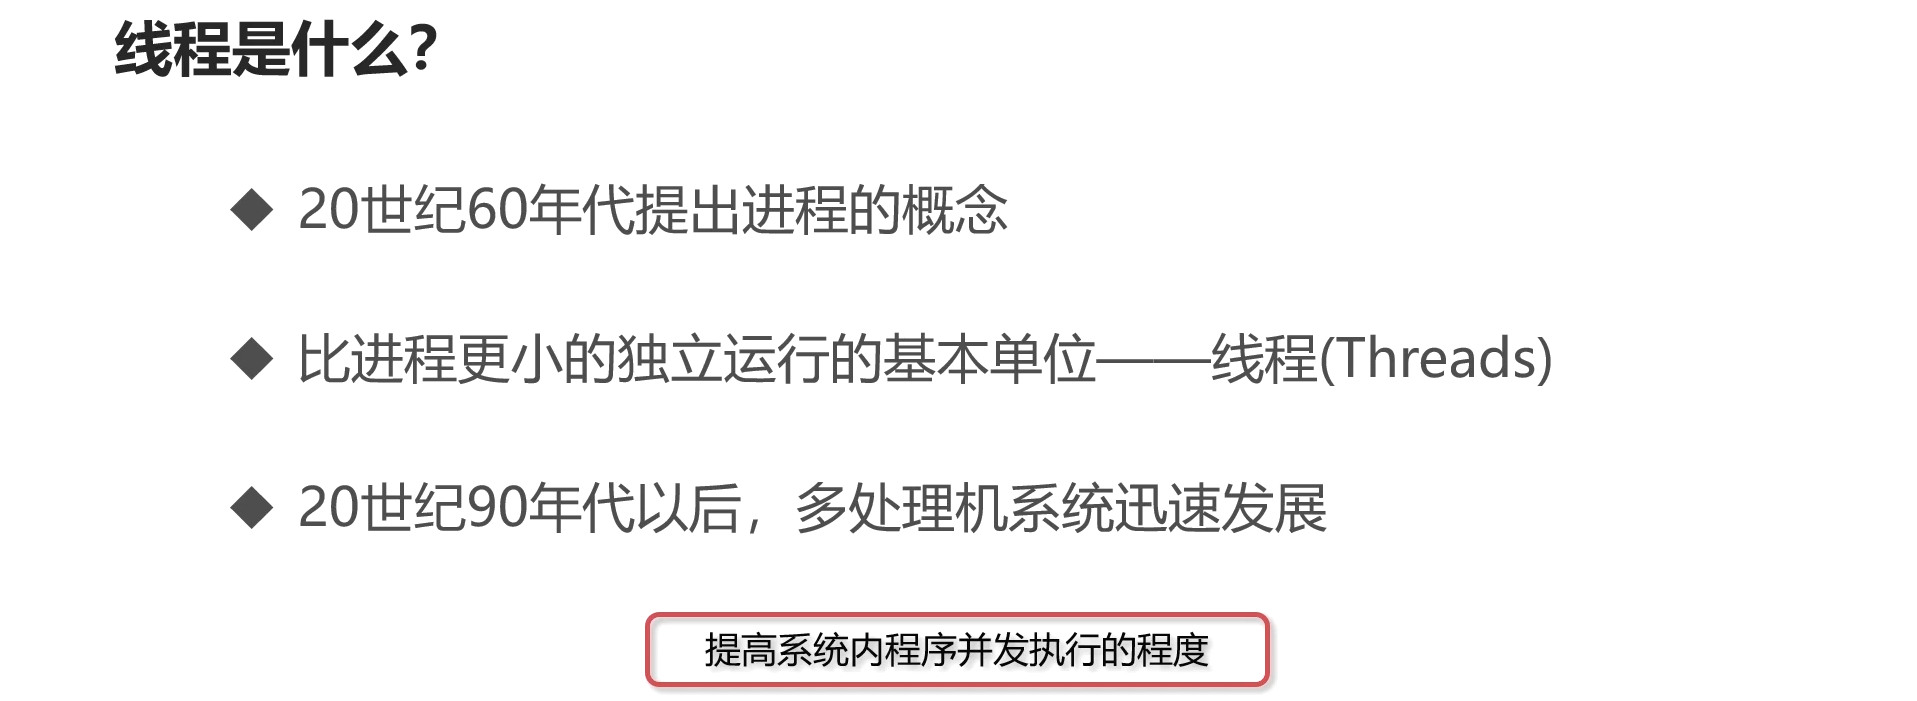 线程是什么？
◆ 20世纪60年代提出进程的概念
◆ 比进程更小的独立运行的基本单位——线程(Threads)
◆ 20世纪90年代以后，多处理机系统迅速发展
提高系统内程序并发执行的程度